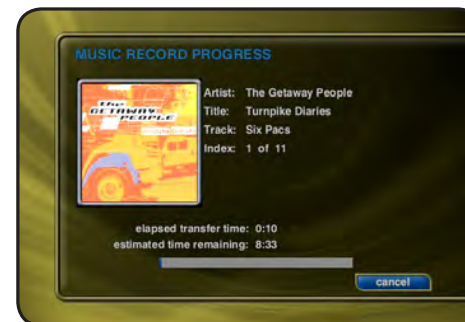 MUSIC RECORD PROGRESS
the
GETAWAY
PEOPLE
Artist: The Getaway People
Title: Turnpike Diaries
Track: Six Pacs
Index: 1 of 11
elapsed transfer time: 0:10
estimated time remaining: 8:33
cancel